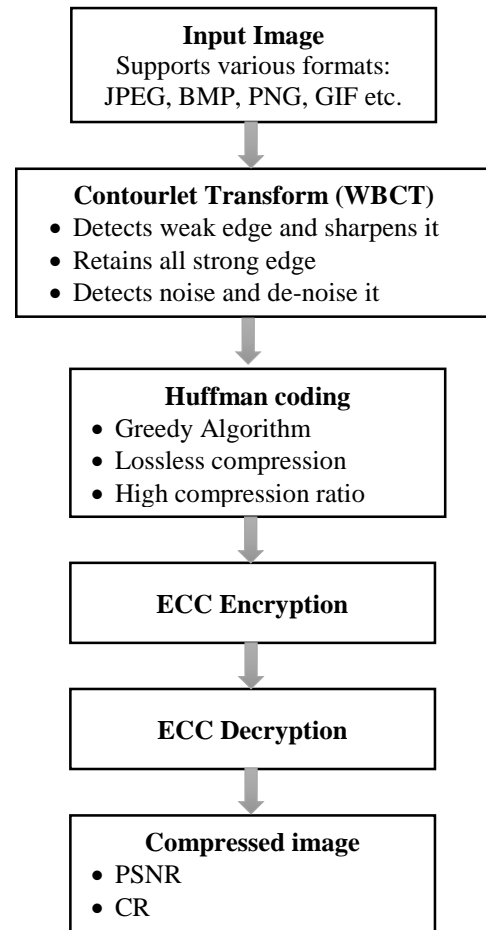 Input Image
Supports various formats:
JPEG, BMP, PNG, GIF etc.
Contourlet Transform (WBCT)
• Detects weak edge and sharpens it
• Retains all strong edge
• Detects noise and de-noise it
Huffman coding
• Greedy Algorithm
• Lossless compression
• High compression ratio
ECC Encryption
ECC Decryption
Compressed image
• PSNR
• CR